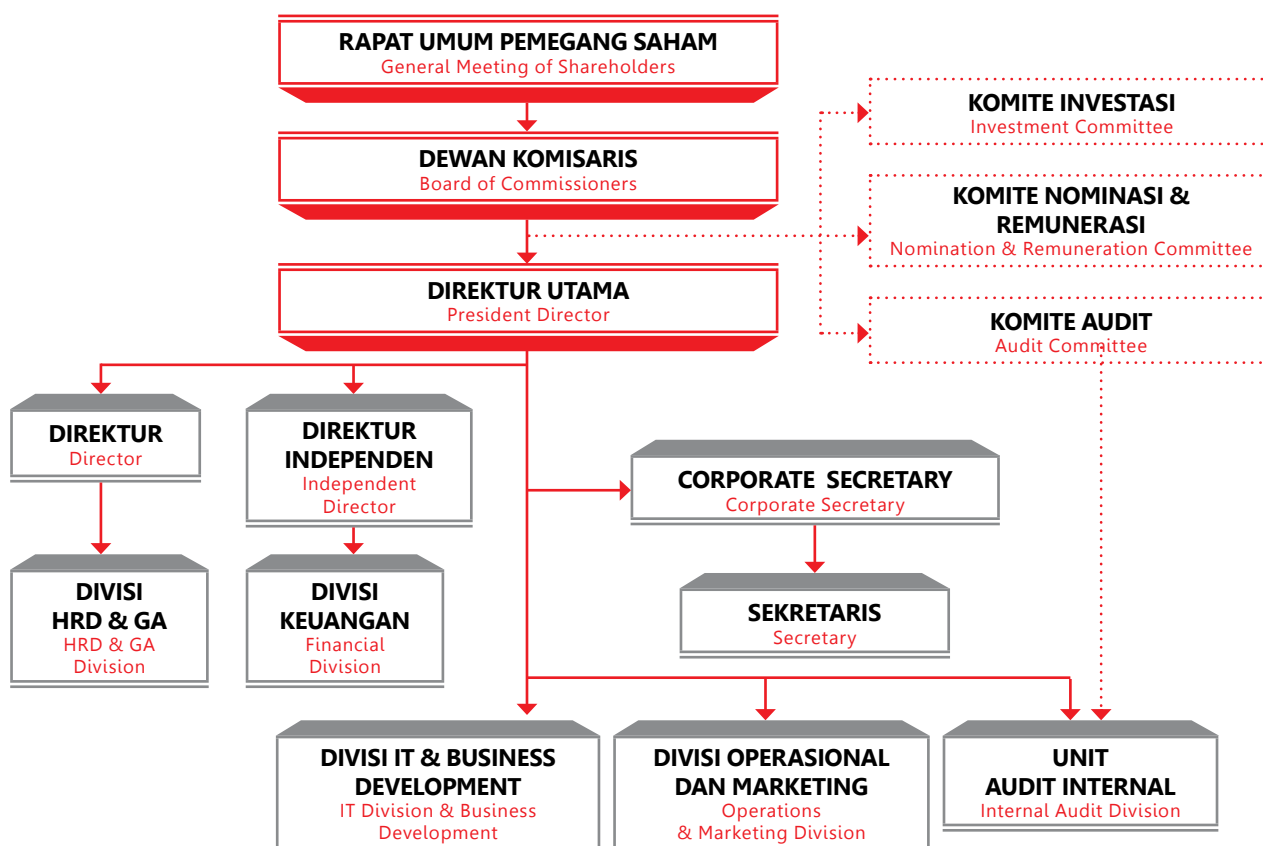 RAPAT UMUM PEMEGANG SAHAM
General Meeting of Shareholders
DEWAN KOMISARIS
Board of Commissioners
DIREKTUR UTAMA
President Director
KOMITE INVESTASI
Investment Committee
KOMITE NOMINASI &
REMUNERASI
Nomination & Remuneration Committee
KOMITE AUDIT
Audit Committee
DIREKTUR
Director
DIREKTUR
INDEPENDEN
Independent
Director
CORPORATE SECRETARY
Corporate Secretary
DIVISI
HRD & GA
HRD & GA
Division
DIVISI
KEUANGAN
Financial
Division
SEKRETARIS
Secretary
DIVISI IT & BUSINESS
DEVELOPMENT
IT Division & Business
Development
DIVISI OPERASIONAL
DAN MARKETING
Operations
& Marketing Division
UNIT
AUDIT INTERNAL
Internal Audit Division